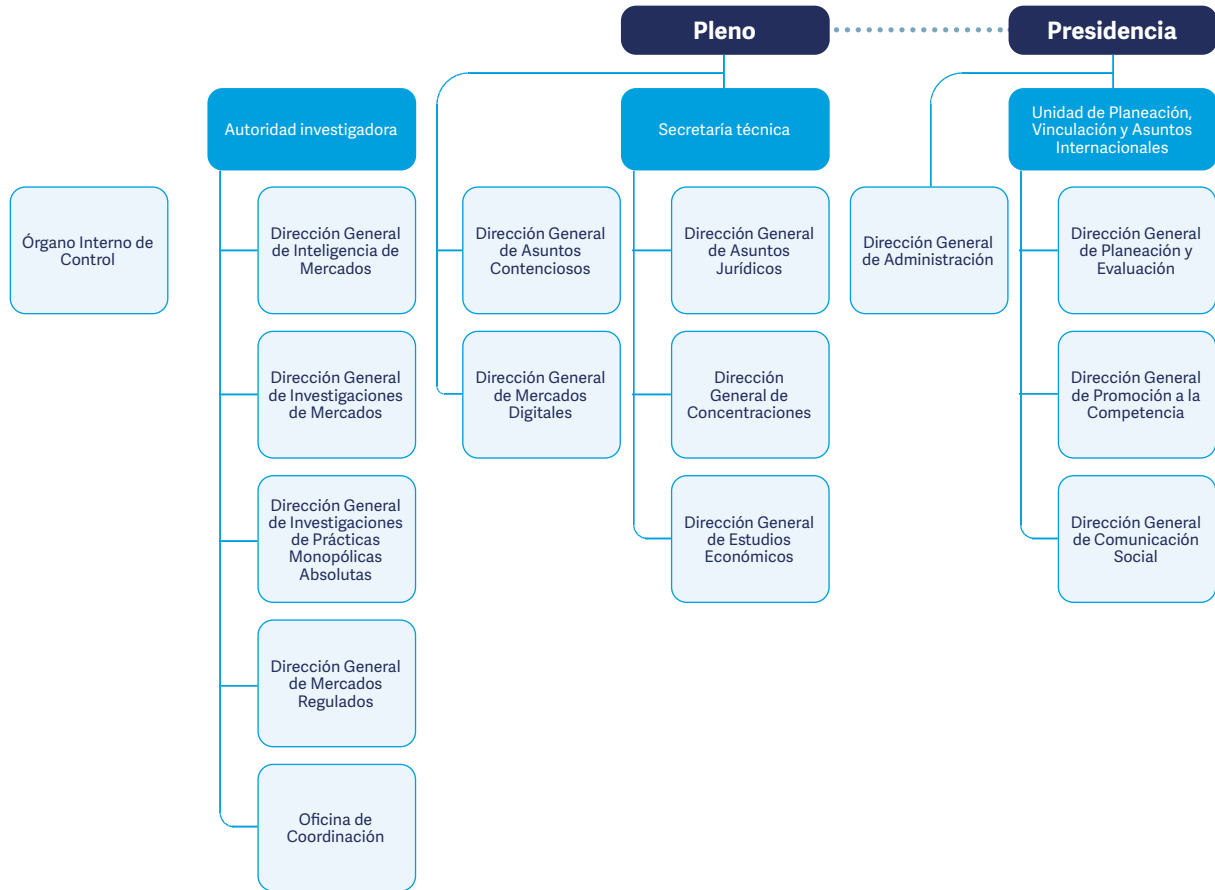 Pleno
Presidencia
Autoridad investigadora
Secretaría técnica
Unidad de Planeación,
Vinculación y Asuntos
Internacionales
Órgano Interno de
Control
Dirección General
de Inteligencia de
Mercados
Dirección General
de Asuntos
Contenciosos
Dirección General
de Asuntos
Jurídicos
Dirección General
de Administración
Dirección General
de Planeación y
Evaluación
Dirección General
de Investigaciones
de Mercados
Dirección General
de Mercados
Digitales
Dirección
General de
Concentraciones
Dirección General
de Promoción a la
Competencia
Dirección General
de Investigaciones
de Prácticas
Monopólicas
Absolutas
Dirección General
de Estudios
Económicos
Dirección General
de Comunicación
Social
Dirección General
de Mercados
Regulados
Oficina de
Coordinación